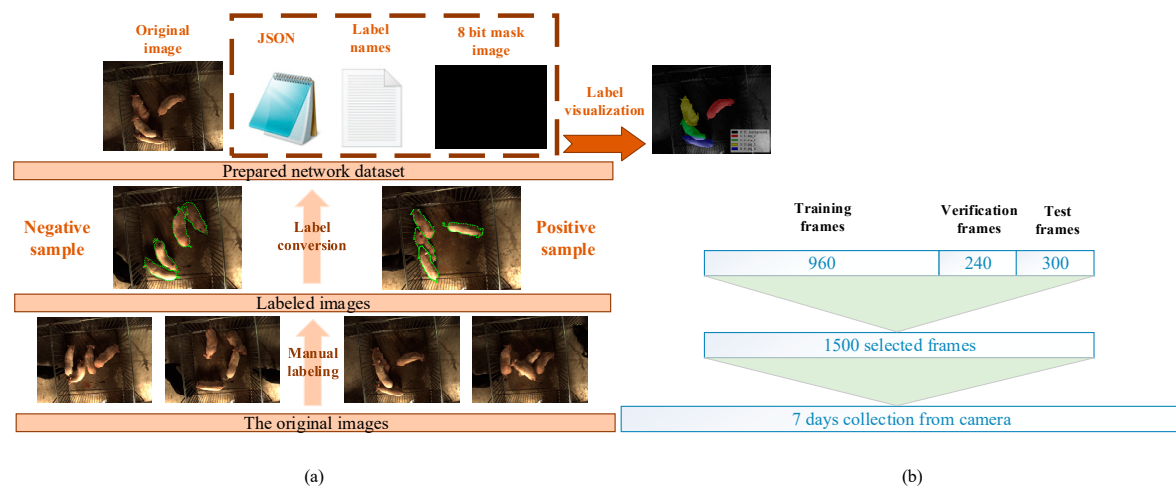 Original
image
JSON
Label
names
8 bit mask
image
Label
visualization
Prepared network dataset
Negative
sample
Label
conversion
Positive
sample
Labeled images
Manual
labeling
The original images
(a)
Training
frames
Verification
frames
Test
frames
960
240
300
1500 selected frames
7 days collection from camera
(b)